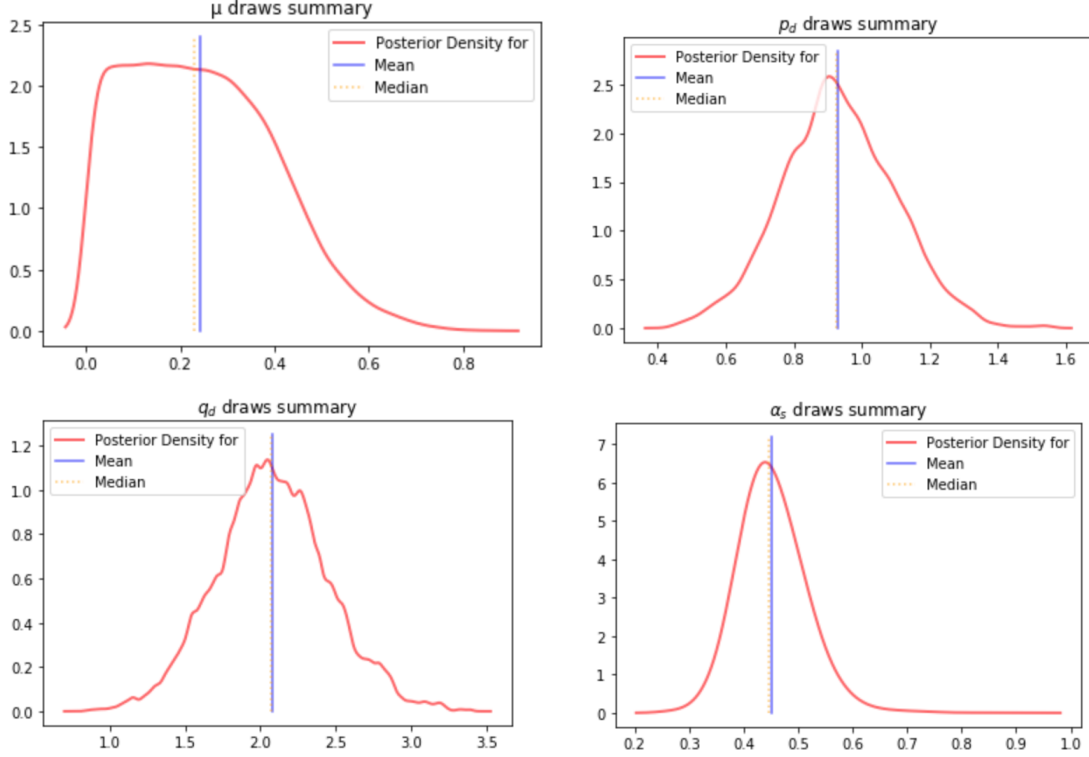 μ draws summary
2.5
2.0
1.5
1.0
0.5
0.0
Posterior Density for
Mean
Median
0.0 0.2 0.4 0.6 0.8
p_d draws summary
2.5
2.0
1.5
1.0
0.5
0.0
Posterior Density for
Mean
Median
0.4 0.6 0.8 1.0 1.2 1.4 1.6
q_d draws summary
1.2
1.0
0.8
0.6
0.4
0.2
0.0
Posterior Density for
Mean
Median
1.0 1.5 2.0 2.5 3.0 3.5
α_s draws summary
7
6
5
4
3
2
1
0
Posterior Density for
Mean
Median
0.2 0.3 0.4 0.5 0.6 0.7 0.8 0.9 1.0